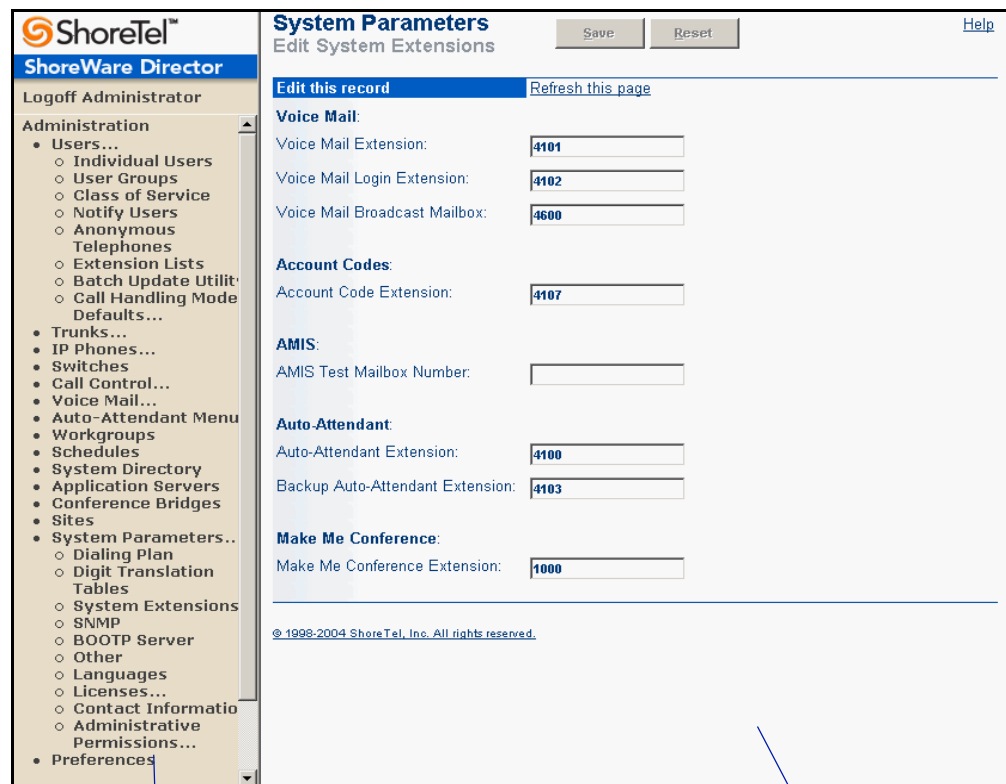 ShoreTel™
ShoreWare Director
Logoff Administrator
Administration
• Users...
○ Individual Users
○ User Groups
○ Class of Service
○ Notify Users
○ Anonymous
Telephones
○ Extension Lists
○ Batch Update Utilit
○ Call Handling Mode
Defaults...
• Trunks...
• IP Phones...
• Switches
• Call Control...
• Voice Mail...
• Auto-Attendant Menu
• Workgroups
• Schedules
• System Directory
• Application Servers
• Conference Bridges
• Sites
• System Parameters..
○ Dialing Plan
○ Digit Translation
Tables
○ System Extensions
○ SNMP
○ BOOTP Server
○ Other
○ Languages
○ Licenses...
○ Contact Informatio
○ Administrative
Permissions...
• Preferences
System Parameters
Edit System Extensions
Save Reset
Help
Edit this record Refresh this page
Voice Mail:
Voice Mail Extension: 4101
Voice Mail Login Extension: 4102
Voice Mail Broadcast Mailbox: 4600
Account Codes:
Account Code Extension: 4107
AMIS:
AMIS Test Mailbox Number:
Auto-Attendant:
Auto-Attendant Extension: 4100
Backup Auto-Attendant Extension: 4103
Make Me Conference:
Make Me Conference Extension: 1000
© 1998-2004 ShoreTel, Inc. All rights reserved.